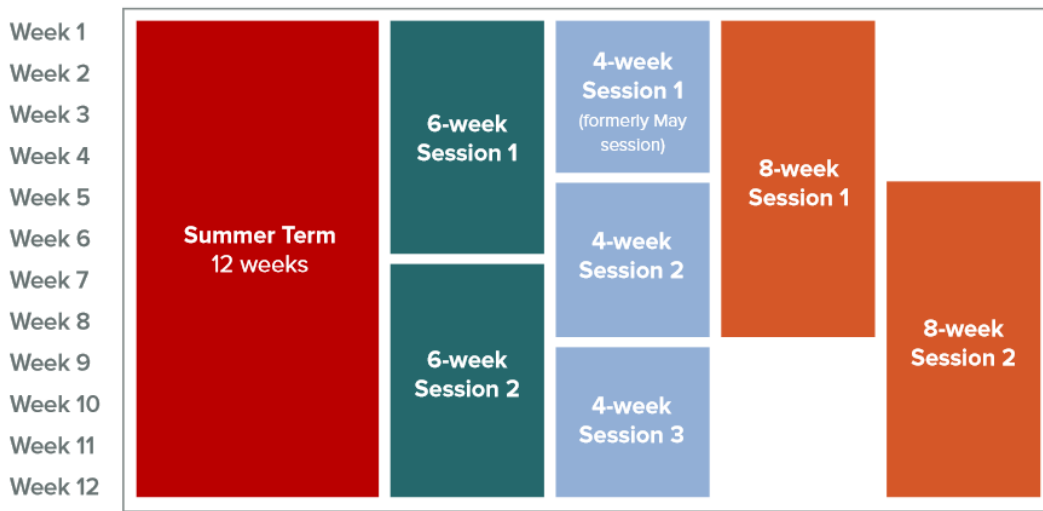 Week 1
Week 2
Week 3
Week 4
Week 5
Week 6
Week 7
Week 8
Week 9
Week 10
Week 11
Week 12
Summer Term
12 weeks
6-week
Session 1
6-week
Session 2
4-week
Session 1
(formerly May
session)
4-week
Session 2
4-week
Session 3
8-week
Session 1
8-week
Session 2